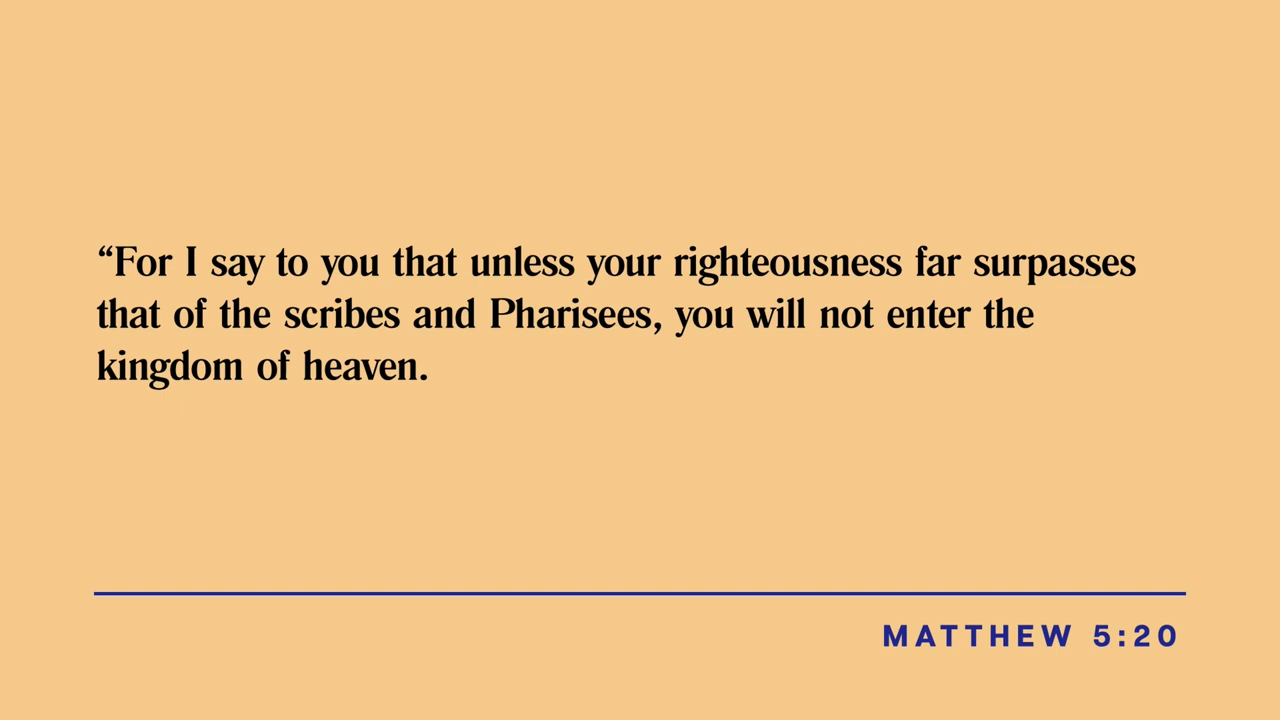 “For I say to you that unless your righteousness far surpasses
that of the scribes and Pharisees, you will not enter the
kingdom of heaven.
MATTHEW 5:20